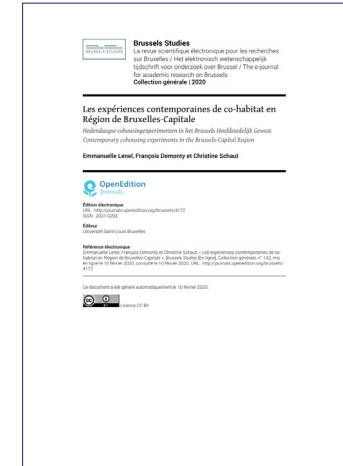 BRUSSELS STUDIES
Brussels Studies
La revue scientifique électronique pour les recherches
sur Bruxelles / Het elektronisch wetenschappelijk
tijdschrift voor onderzoek over Brussel / The e-journal
for academic research on Brussels
Collection générale | 2020
Les expériences contemporaines de co-habitat en
Région de Bruxelles-Capitale
Hedendaagse cohousingexperimenten in het Brussels Hoofdstedelijk Gewest
Contemporary cohousing experiments in the Brussels-Capital Region
Emmanuelle Lenel, François Demonty et Christine Schaut
OpenEdition
Journals
Édition électronique
URL : http://journals.openedition.org/brussels/4172
ISSN : 2031-0293
Éditeur
Université Saint-Louis Bruxelles
Référence électronique
Emmanuelle Lenel, François Demonty et Christine Schaut, « Les expériences contemporaines de co-
habitat en Région de Bruxelles-Capitale », Brussels Studies [En ligne], Collection générale, n° 142, mis
en ligne le 10 février 2020, consulté le 10 février 2020. URL : http://journals.openedition.org/brussels/
4172
Ce document a été généré automatiquement le 10 février 2020.
Licence CC BY